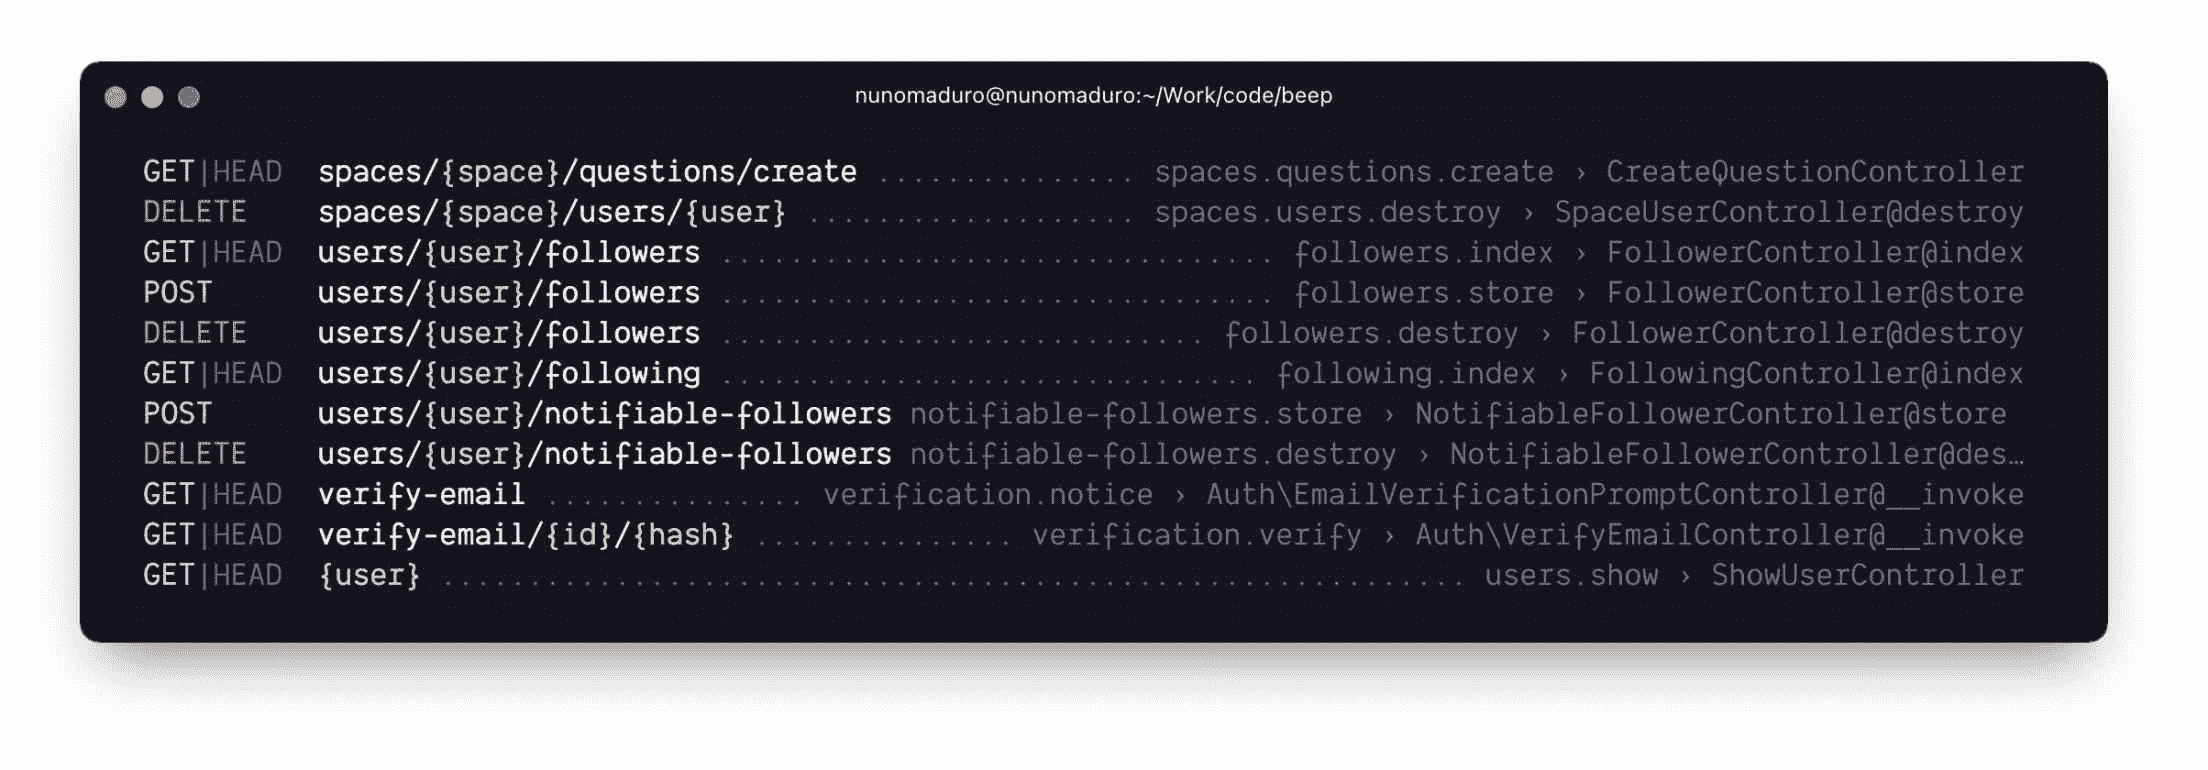 nunomaduro@nunomaduro:~/Work/code/beep
GET|HEAD spaces/{space}/questions/create ............... spaces.questions.create › CreateQuestionController
DELETE spaces/{space}/users/{user} ................... spaces.users.destroy › SpaceUserController@destroy
GET|HEAD users/{user}/followers ................................ followers.index › FollowerController@index
POST users/{user}/followers ................................ followers.store › FollowerController@store
DELETE users/{user}/followers ............................ followers.destroy › FollowerController@destroy
GET|HEAD users/{user}/following ............................... following.index › FollowingController@index
POST users/{user}/notifiable-followers notifiable-followers.store › NotifiableFollowerController@store
DELETE users/{user}/notifiable-followers notifiable-followers.destroy › NotifiableFollowerController@des…
GET|HEAD verify-email ............... verification.notice › Auth\EmailVerificationPromptController@__invoke
GET|HEAD verify-email/{id}/{hash} ............... verification.verify › Auth\VerifyEmailController@__invoke
GET|HEAD {user} ........................................................... users.show › ShowUserController